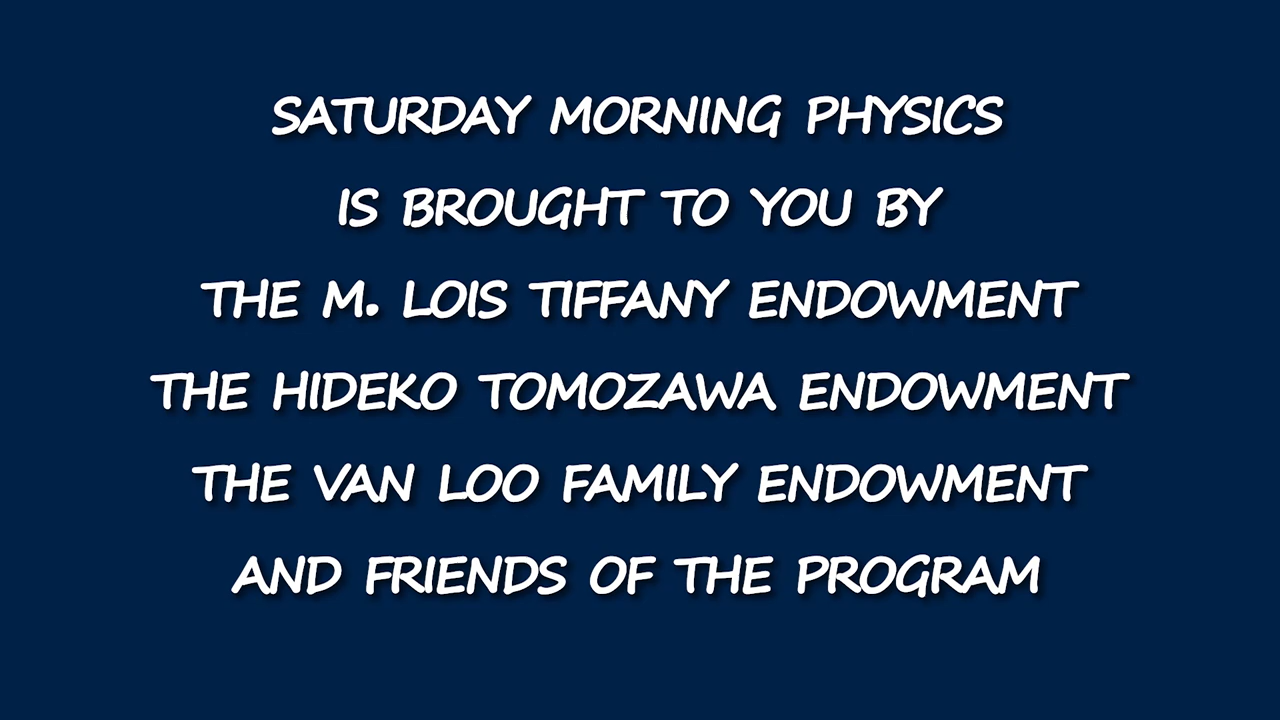 SATURDAY MORNING PHYSICS
IS BROUGHT TO YOU BY
THE M. LOIS TIFFANY ENDOWMENT
THE HIDEKO TOMOZAWA ENDOWMENT
THE VAN LOO FAMILY ENDOWMENT
AND FRIENDS OF THE PROGRAM